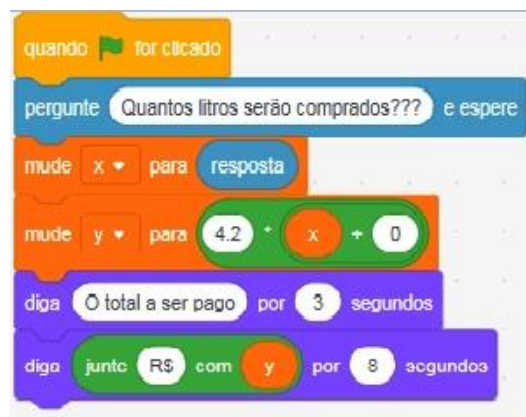 quando for clicado
pergunte Quantos litros serão comprados??? e espere
mude x para resposta
mude y para 4.2 * x + 0
diga O total a ser pago por 3 segundos
diga junte R$ com y por 8 segundos